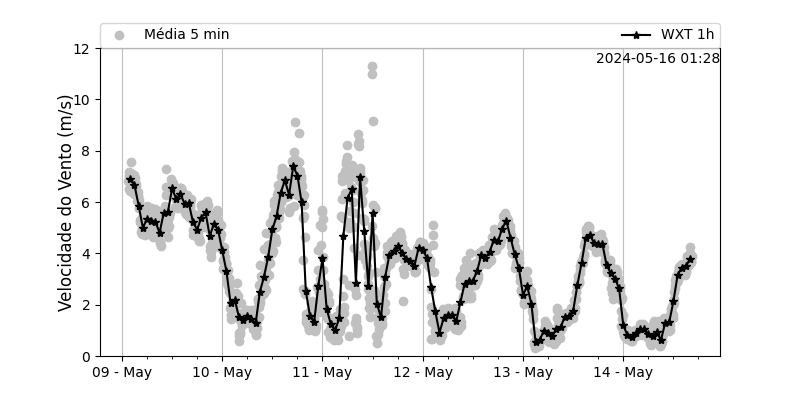 Média 5 min
WXT 1h
2024-05-16 01:28
Velocidade do Vento (m/s)
12
10
8
6
4
2
0
09 - May
10 - May
11 - May
12 - May
13 - May
14 - May